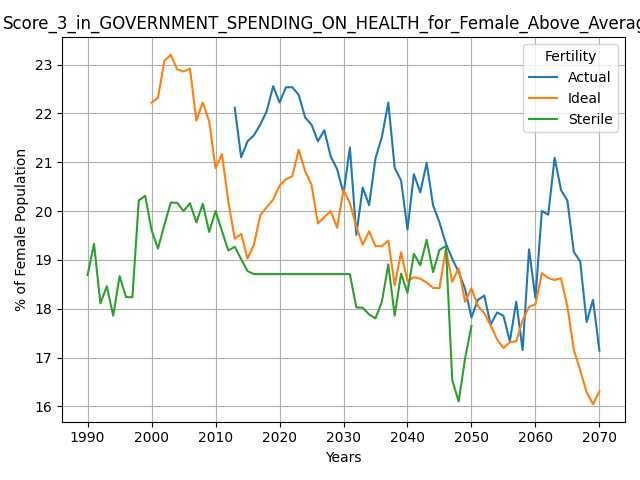 Score_3_in_GOVERNMENT_SPENDING_ON_HEALTH_for_Female_Above_Averag
Fertility
Actual
Ideal
Sterile
% of Female Population
23
22
21
20
19
18
17
16
1990
2000
2010
2020
2030
2040
2050
2060
2070
Years